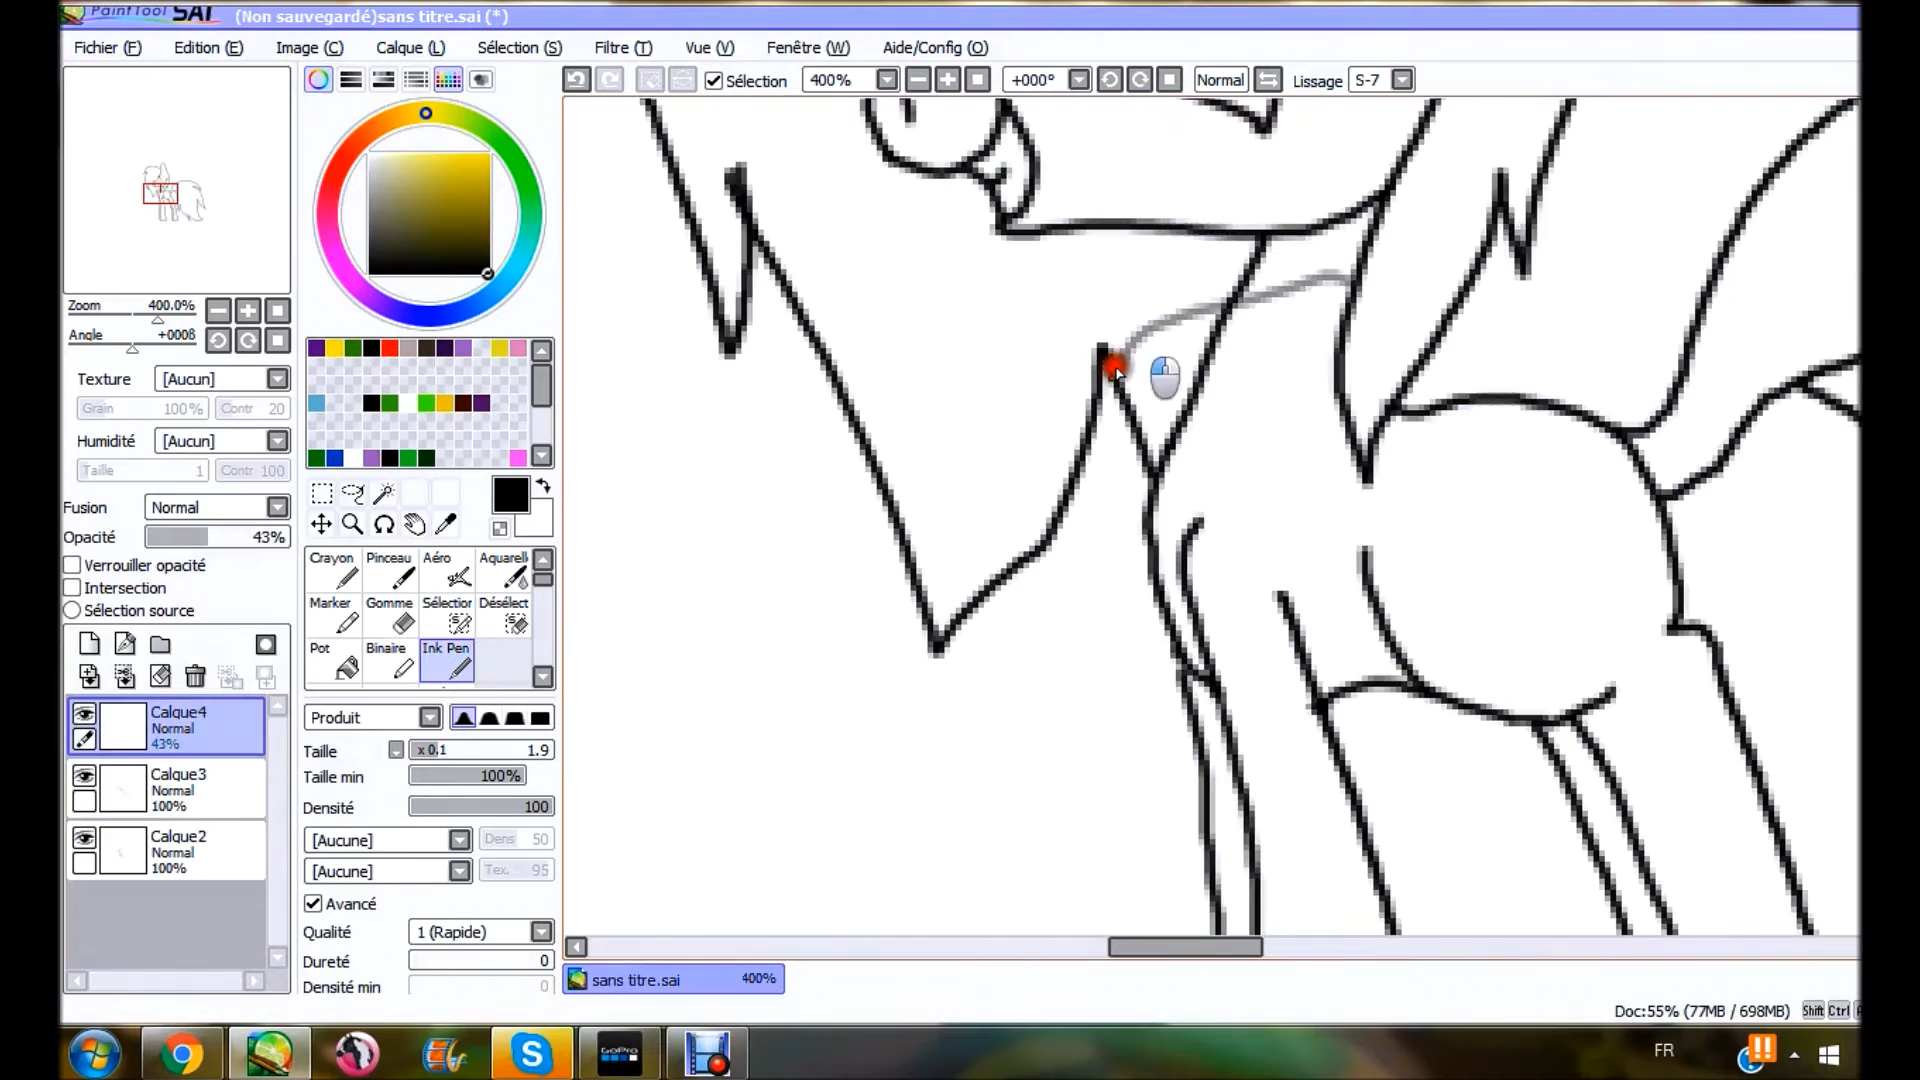 PaintTool SAI (Non sauvegardé)sans titre.sai (*)
Fichier (F) Edition (E) Image (C) Calque (L) Sélection (S) Filtre (T) Vue (V) Fenêtre (W) Aide/Config (O)
Sélection 400% +000° Normal Lissage S-7
Zoom 400.0%
Angle +000ß
Texture [Aucun]
Grain 100% Contr 20
Humidité [Aucun]
Taille 1 Contr 100
Fusion Normal
Opacité 43%
Verrouiller opacité
Intersection
Sélection source
Calque4
Normal
43%
Calque3
Normal
100%
Calque2
Normal
100%
Crayon Pinceau Aéro Aquarell
Marker Gomme Sélection Désélect
Pot Binaire Ink Pen
Produit
Taille x 0.1 1.9
Taille min 100%
Densité 100
[Aucune] Dens 50
[Aucune] Tex. 95
Avancé
Qualité 1 (Rapide)
Dureté 0
Densité min 0
sans titre.sai 400%
Doc:55% (77MB / 698MB) Shift Ctrl
GoPro
FR